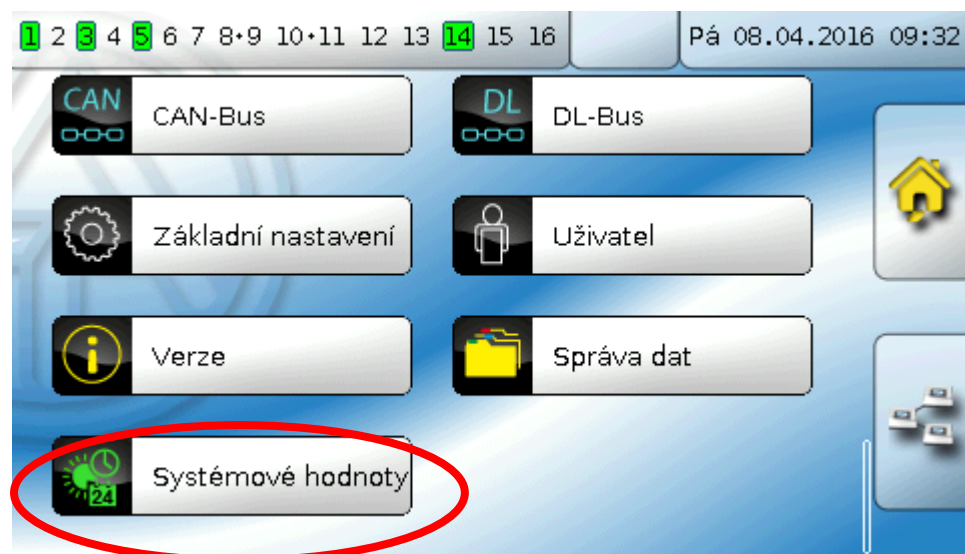 1 2 3 4 5 6 7 8·9 10·11 12 13 14 15 16 Pá 08.04.2016 09:32
CAN CAN-Bus DL DL-Bus
Základní nastavení Uživatel
Verze Správa dat
24 Systémové hodnoty